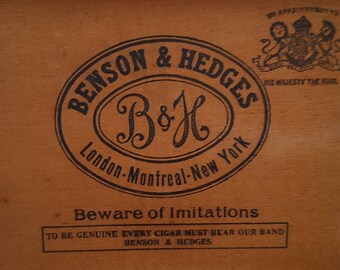 BY APPOINTMENT TO
HIS MAJESTY THE KING
BENSON & HEDGES
B&H
London-Montreal-New York
Beware of Imitations
TO BE GENUINE EVERY CIGAR MUST BEAR OUR BAND
BENSON & HEDGES